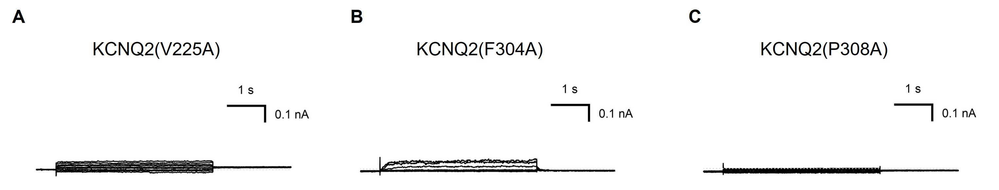 A
B
C
KCNQ2(V225A)
KCNQ2(F304A)
KCNQ2(P308A)
1 s
0.1 nA
1 s
0.1 nA
1 s
0.1 nA